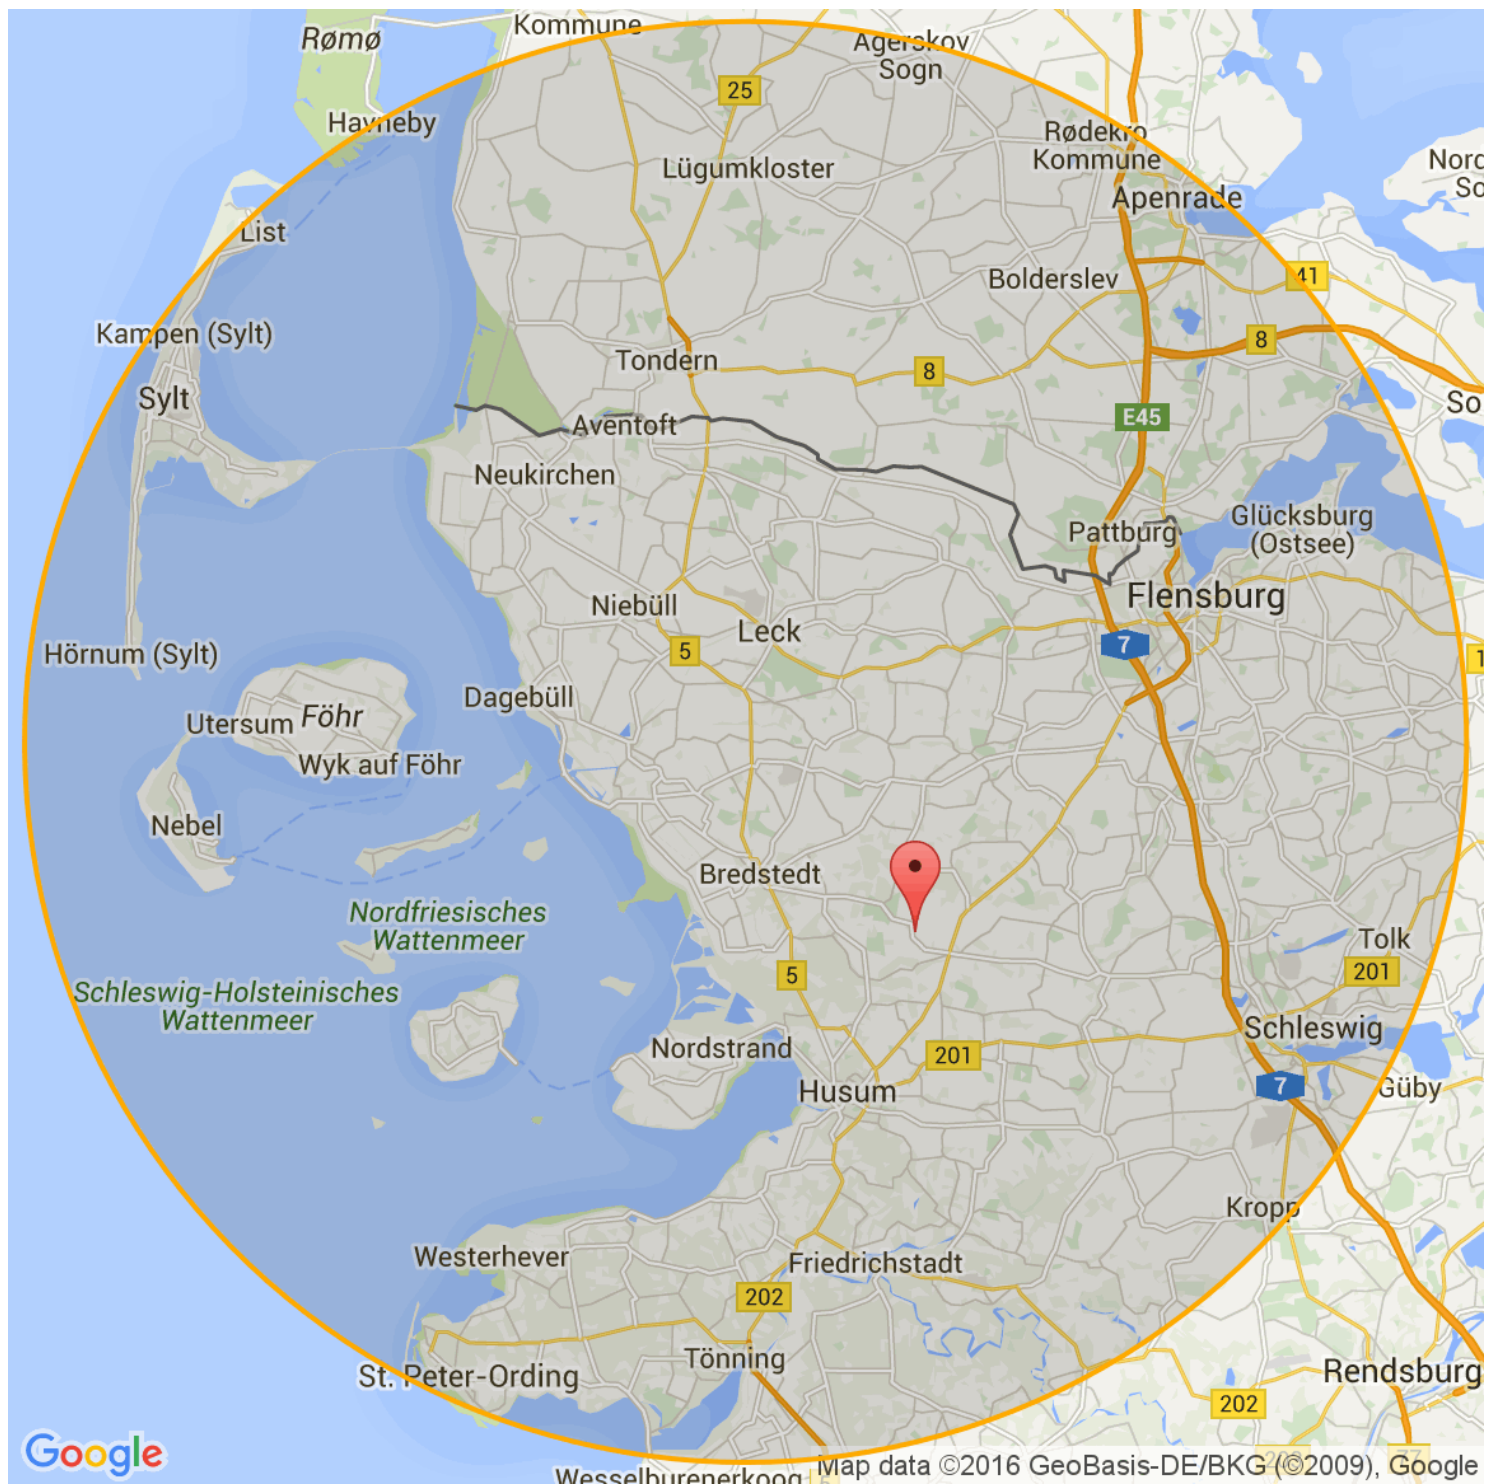 Kommune
Rømø
Agerskov
Sogn
25
Havneby
Rødekro
Kommune
Lügumkloster
Apenrade
List
Bolderslev
41
Kampen (Sylt)
8
Tondern
8
Sylt
E45
Aventoft
Neukirchen
Glücksburg
(Ostsee)
Pattburg
Flensburg
Niebüll
Leck
7
5
Hörnum (Sylt)
Dagebüll
Utersum
Föhr
Wyk auf Föhr
Nebel
Bredstedt
Nordfriesisches
Wattenmeer
Tolk
201
5
Schleswig-Holsteinisches
Wattenmeer
Schleswig
Nordstrand
201
Husum
7
Güby
Kropp
Westerhever
Friedrichstadt
202
Tönning
St. Peter-Ording
Rendsburg
202
Google
Wesselburenerkoog
Map data ©2016 GeoBasis-DE/BKG (©2009), Google